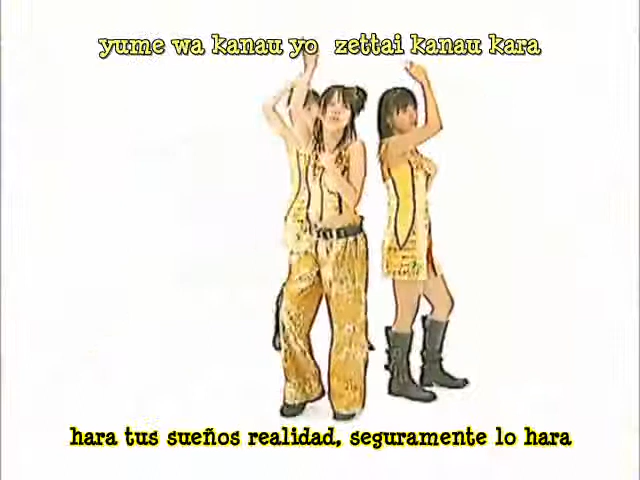 yume wa kanau yo zettai kanau kara
hara tus sueños realidad, seguramente lo hara